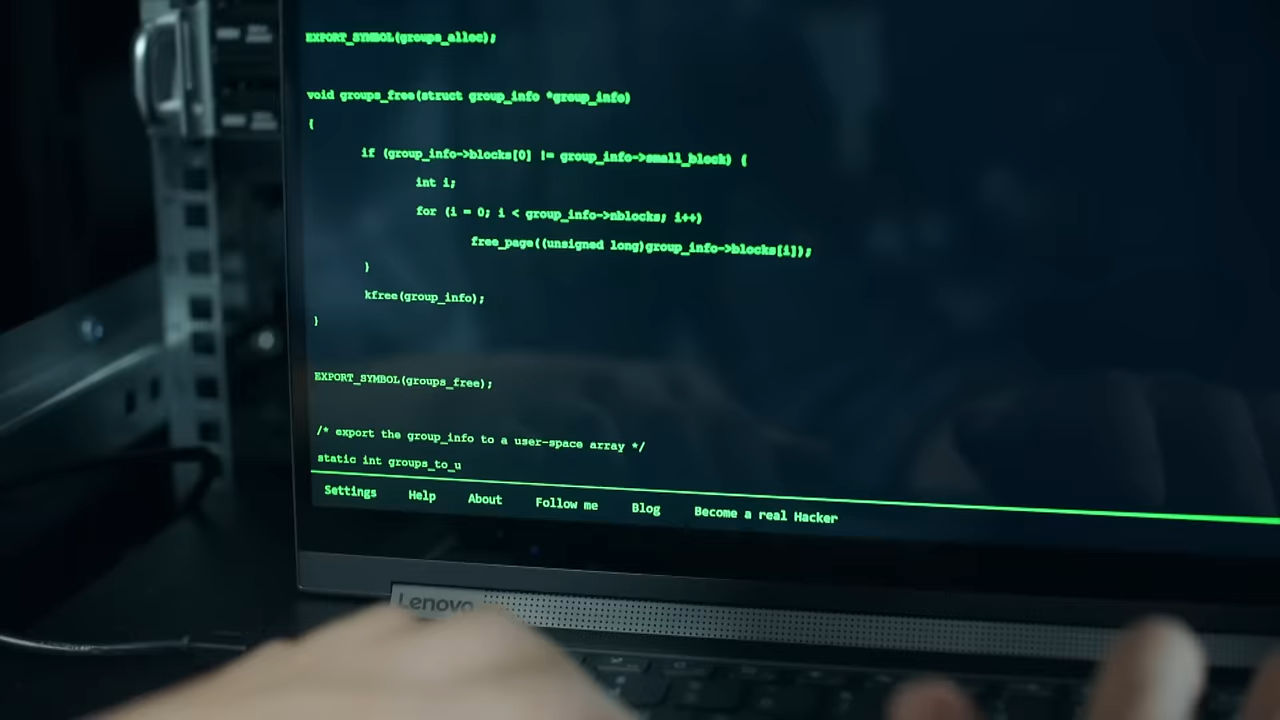 EXPORT_SYMBOL(groups_alloc);
void groups_free(struct group_info *group_info)
{
if (group_info->blocks[0] != group_info->small_block) {
int i;
for (i = 0; i < group_info->nblocks; i++)
free_page((unsigned long)group_info->blocks[i]);
}
kfree(group_info);
}
EXPORT_SYMBOL(groups_free);
/* export the group_info to a user-space array */
static int groups_to_u
Settings Help About Follow me Blog Become a real Hacker
Lenovo